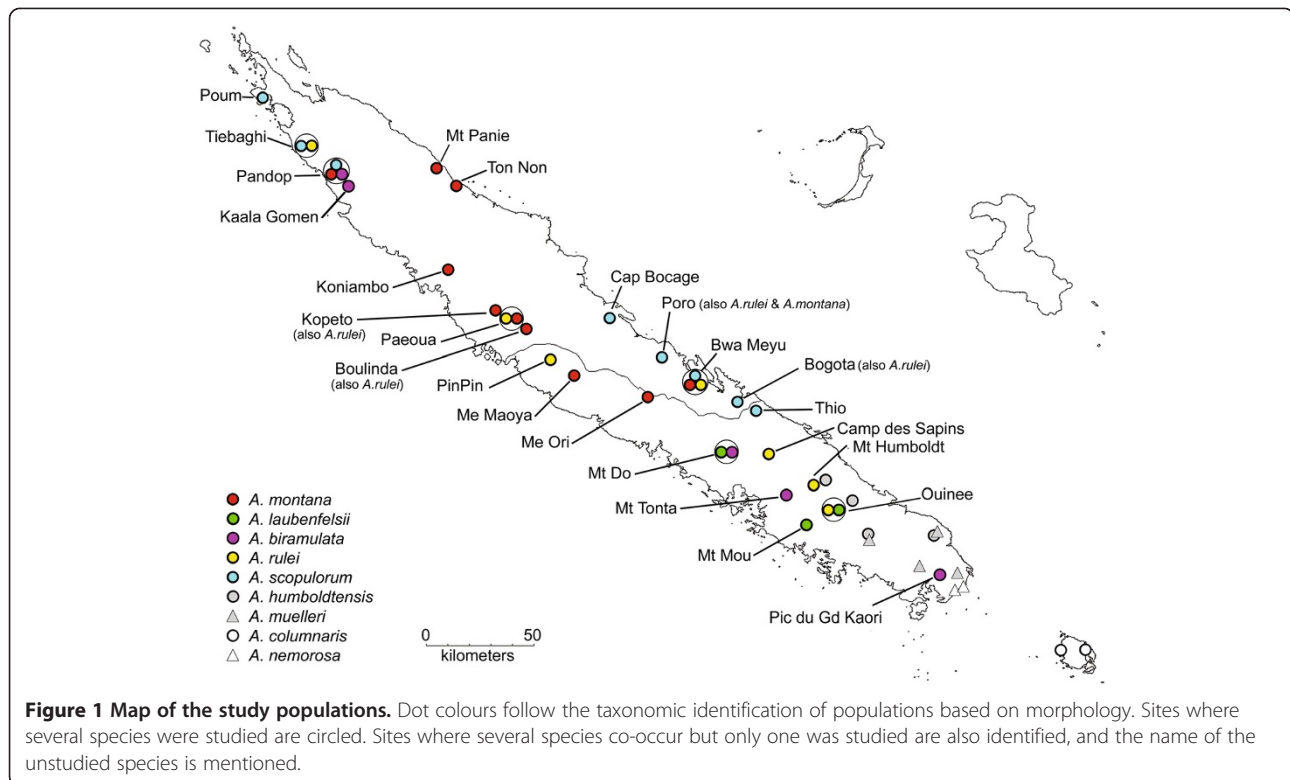 Poum
Tiebaghi
Pandop
Kaala Gomen
Mt Panie
Ton Non
Koniambo
Kopeto
(also A.rulei)
Paeoua
Boulinda
(also A.rulei)
PinPin
Me Maoya
Me Ori
Cap Bocage
Poro (also A.rulei & A.montana)
Bwa Meyu
Bogota (also A.rulei)
Thio
Camp des Sapins
Mt Humboldt
Mt Do
Ouinee
Mt Tonta
Mt Mou
Pic du Gd Kaori
A. montana
A. laubenfelsii
A. biramulata
A. rulei
A. scopulorum
A. humboldtensis
A. muelleri
A. columnaris
A. nemorosa
0 50
kilometers
Figure 1 Map of the study populations. Dot colours follow the taxonomic identification of populations based on morphology. Sites where
several species were studied are circled. Sites where several species co-occur but only one was studied are also identified, and the name of the
unstudied species is mentioned.